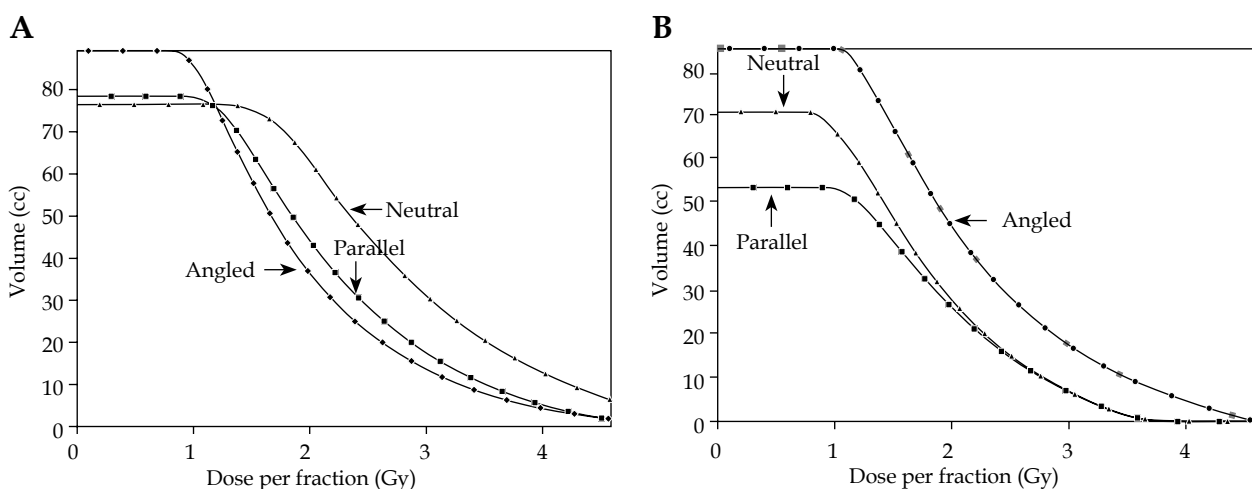 A
Volume (cc)
80
70
60
50
40
30
20
10
0
Neutral
Parallel
Angled
0 1 2 3 4
Dose per fraction (Gy)
B
Volume (cc)
80
70
60
50
40
30
20
10
0
Neutral
Angled
Parallel
0 1 2 3 4
Dose per fraction (Gy)